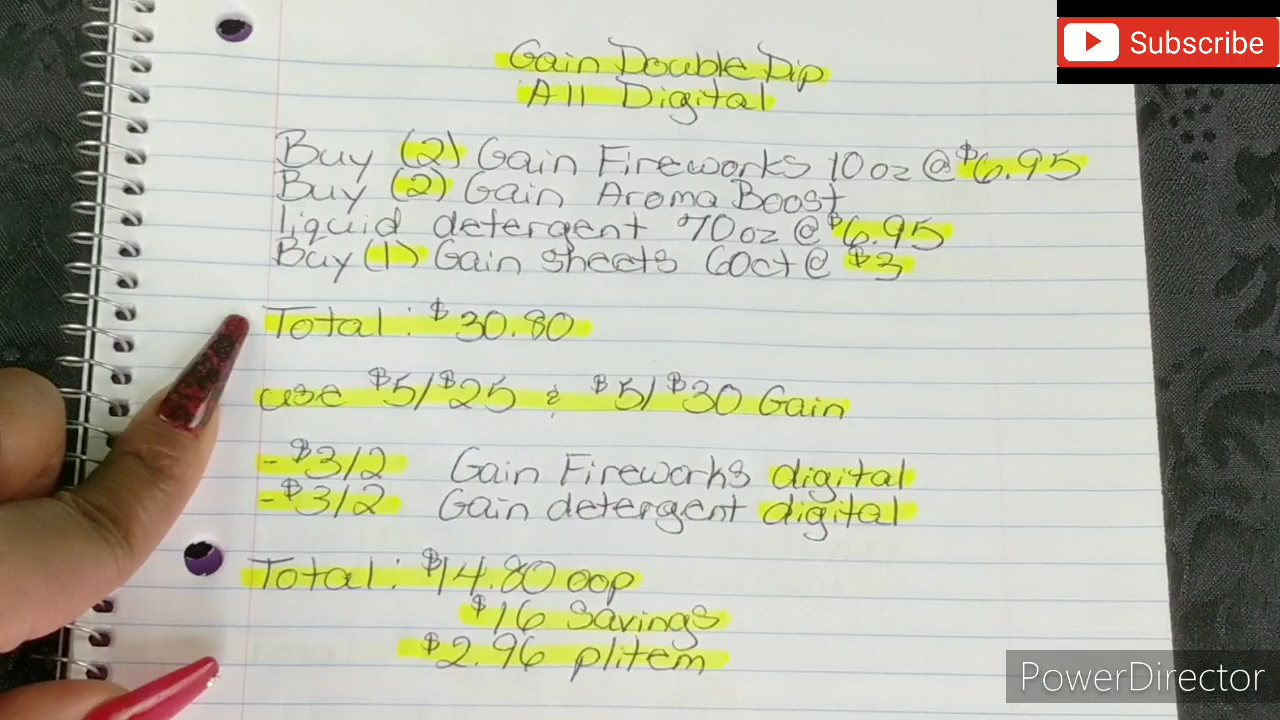 Subscribe
Gain Double Dip
All Digital
Buy (2) Gain Fireworks 10oz @ $6.95
Buy (2) Gain Aroma Boost
liquid detergent 70oz @ $6.95
Buy (1) Gain sheets 60ct @ $3
Total: $30.80
use $5/$25 & $5/$30 Gain
-$3/2 Gain Fireworks digital
-$3/2 Gain detergent digital
Total: $14.80 oop
$16 Savings
$2.96 p/item
PowerDirector